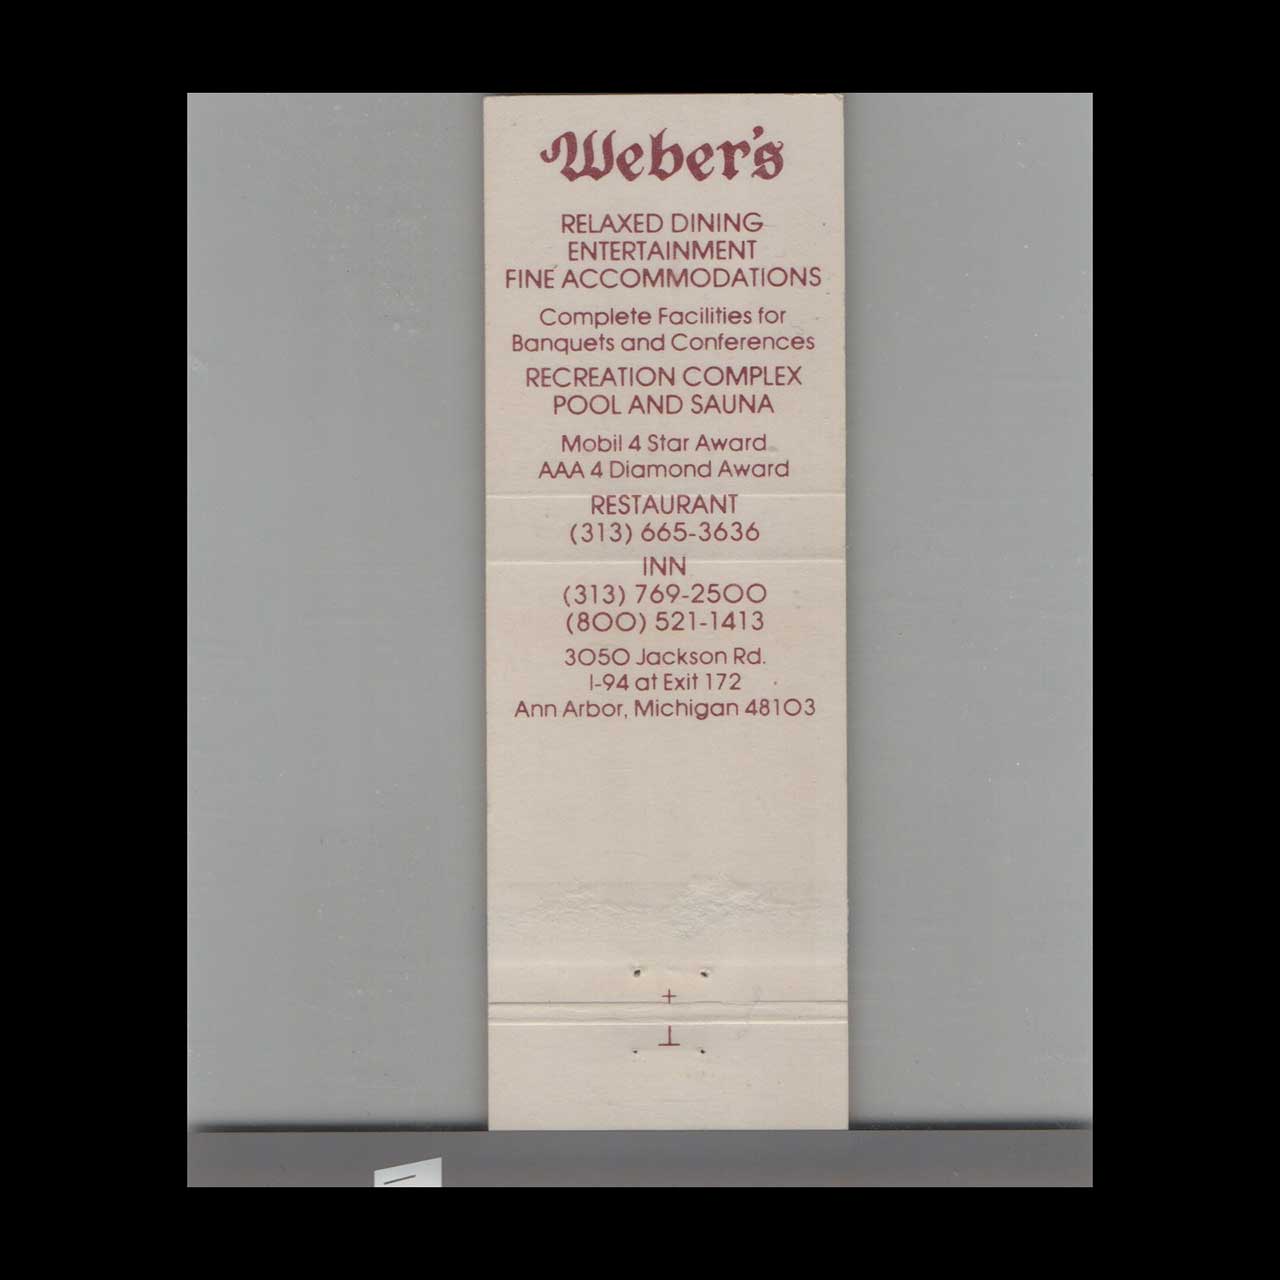 Weber's
RELAXED DINING
ENTERTAINMENT
FINE ACCOMMODATIONS
Complete Facilities for
Banquets and Conferences
RECREATION COMPLEX
POOL AND SAUNA
Mobil 4 Star Award
AAA 4 Diamond Award
RESTAURANT
(313) 665-3636
INN
(313) 769-2500
(800) 521-1413
3050 Jackson Rd.
I-94 at Exit 172
Ann Arbor, Michigan 48103